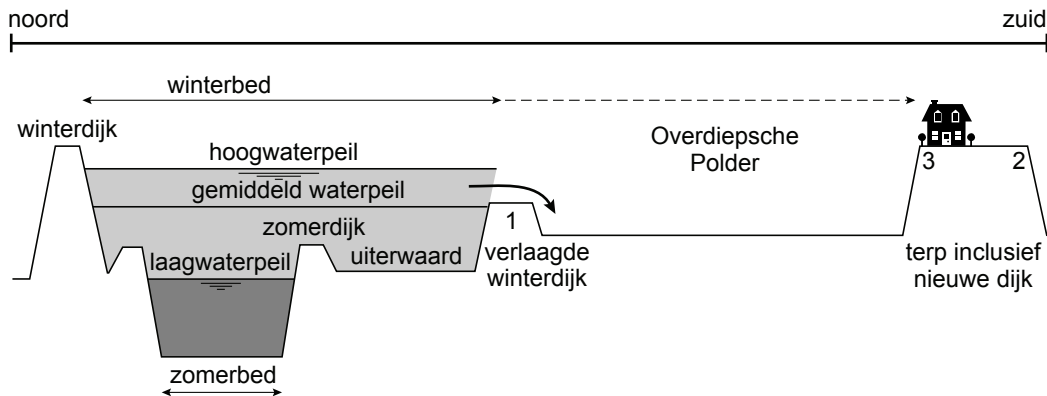 noord
zuid
winterbed
winterdijk
Overdiepsche
Polder
hoogwaterpeil
gemiddeld waterpeil
3
2
zomerdijk
1
laagwaterpeil
uiterwaard
verlaagde
winterdijk
terp inclusief
nieuwe dijk
zomerbed